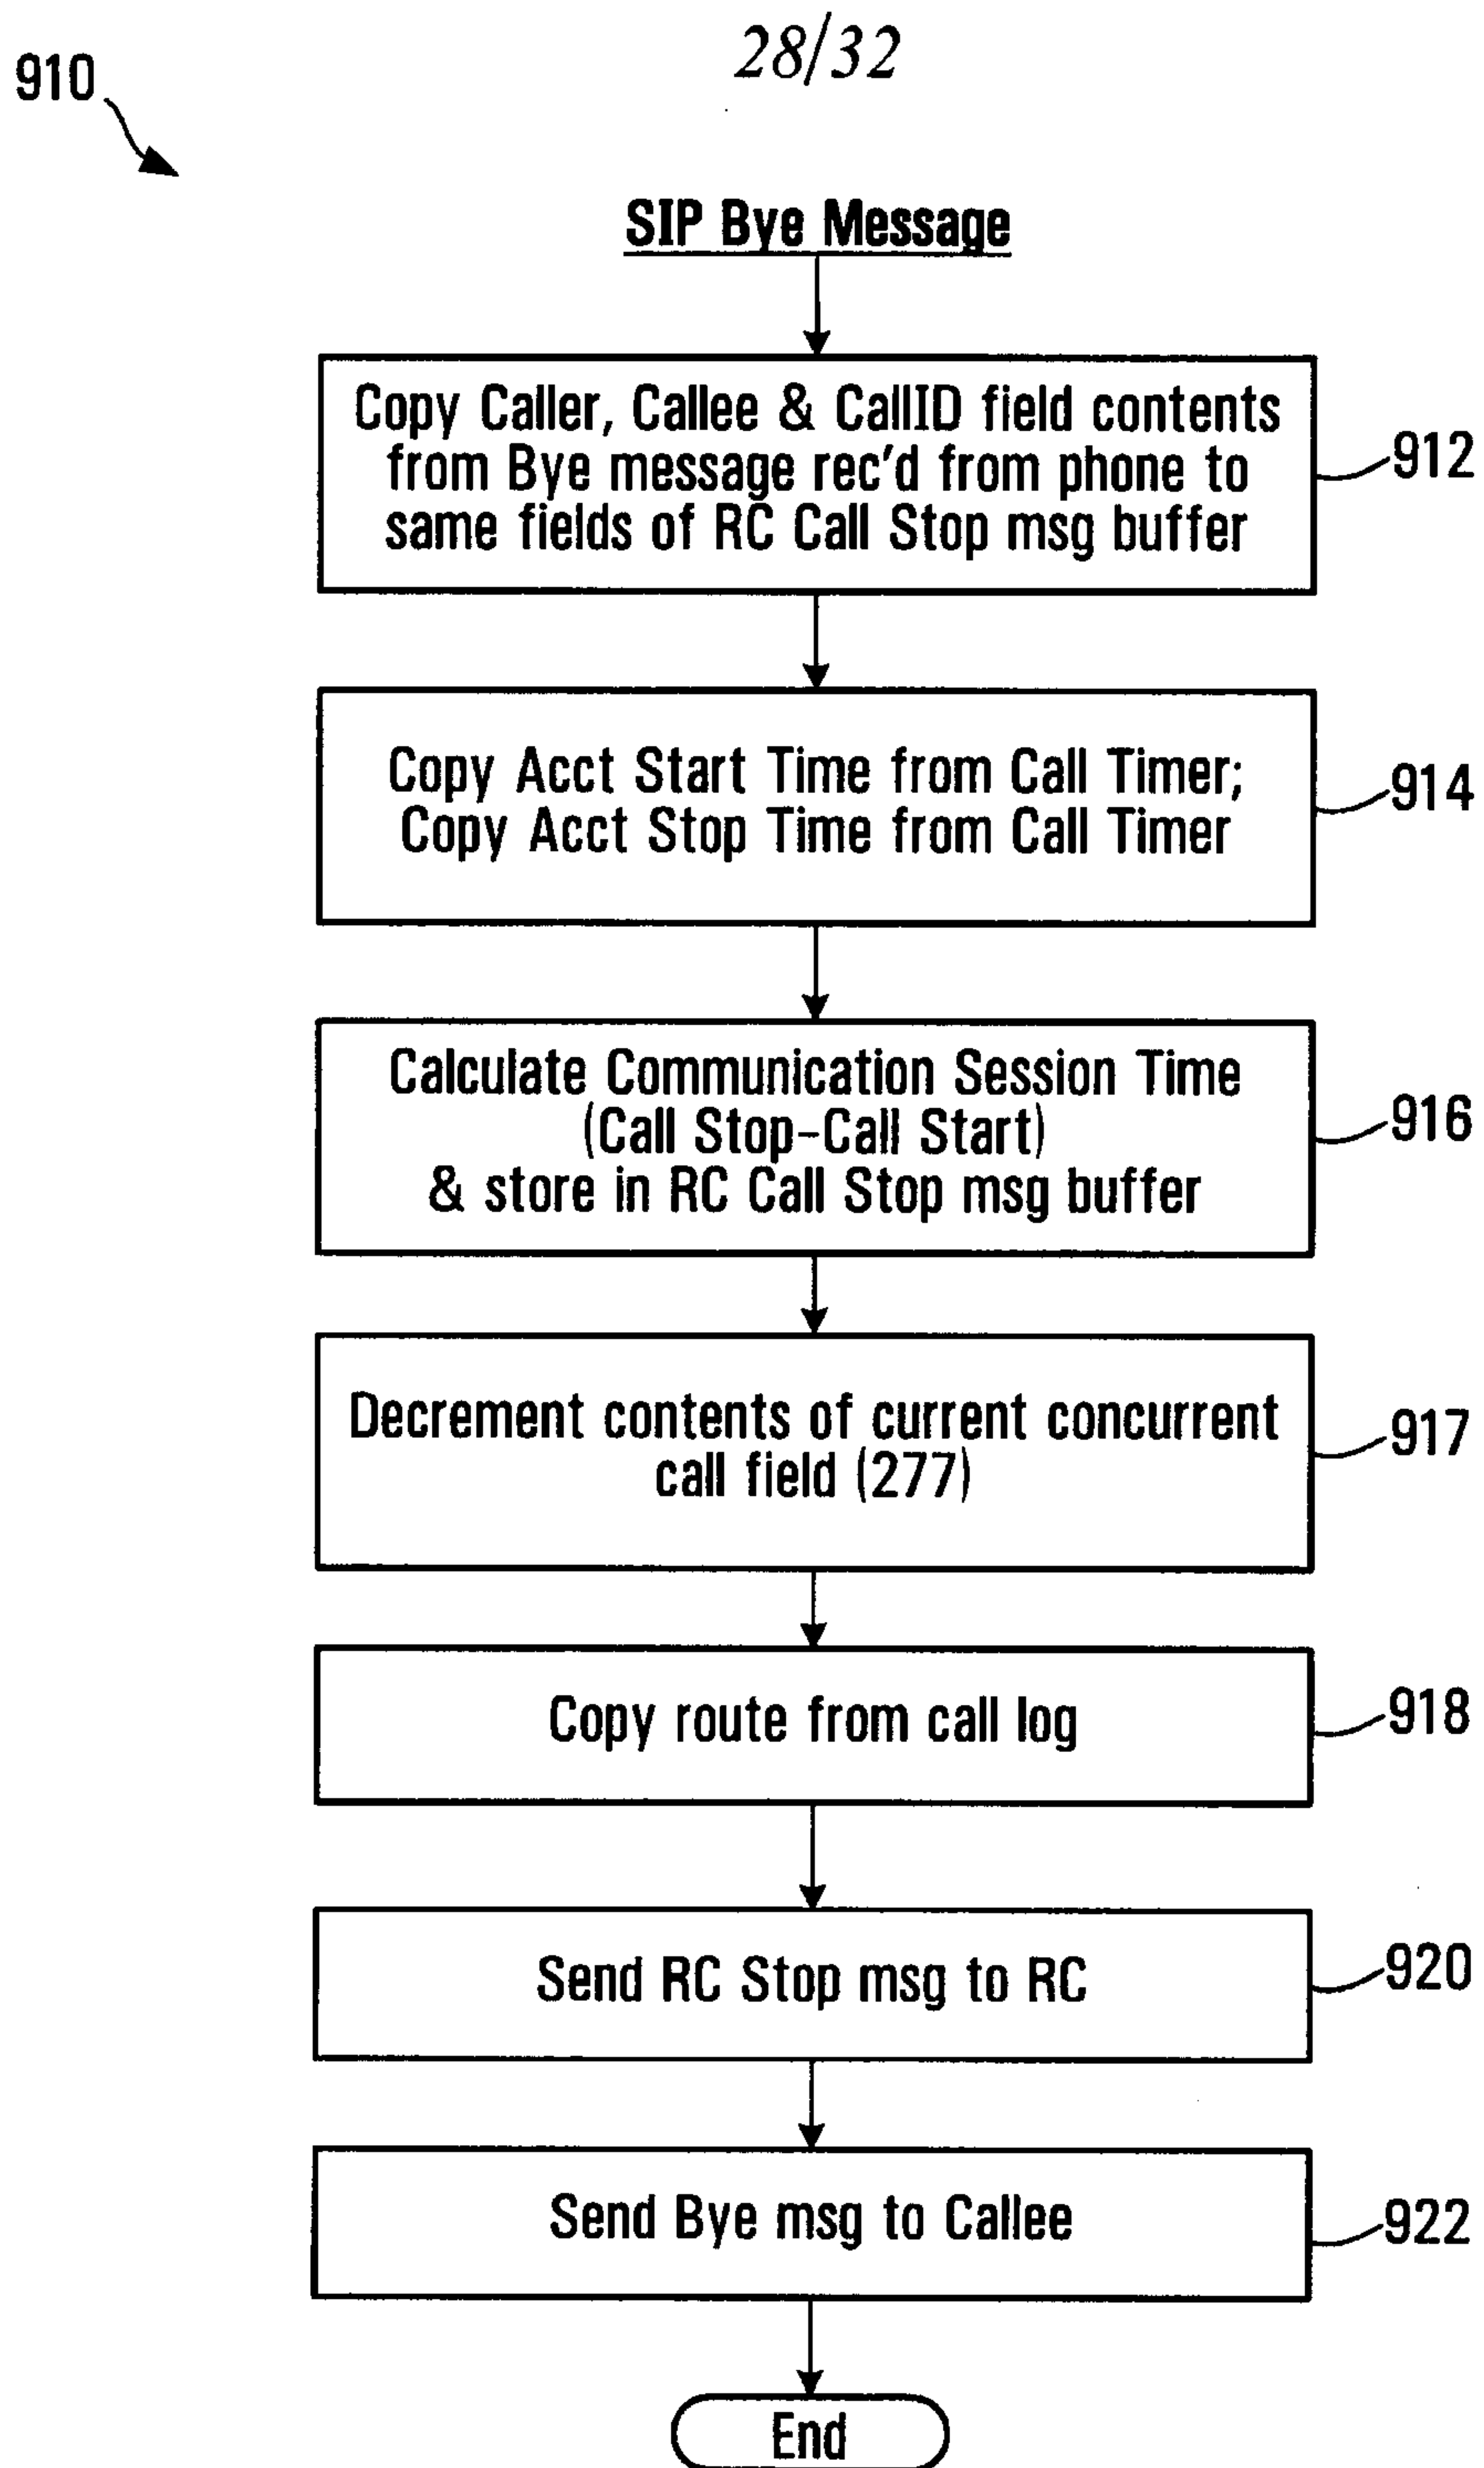 28/32
910
SIP Bye Message
Copy Caller, Callee & CallID field contents
from Bye message rec'd from phone to
same fields of RC Call Stop msg buffer
912
Copy Acct Start Time from Call Timer;
Copy Acct Stop Time from Call Timer
914
Calculate Communication Session Time
(Call Stop-Call Start)
& store in RC Call Stop msg buffer
916
Decrement contents of current concurrent
call field (277)
917
Copy route from call log
918
Send RC Stop msg to RC
920
Send Bye msg to Callee
922
End